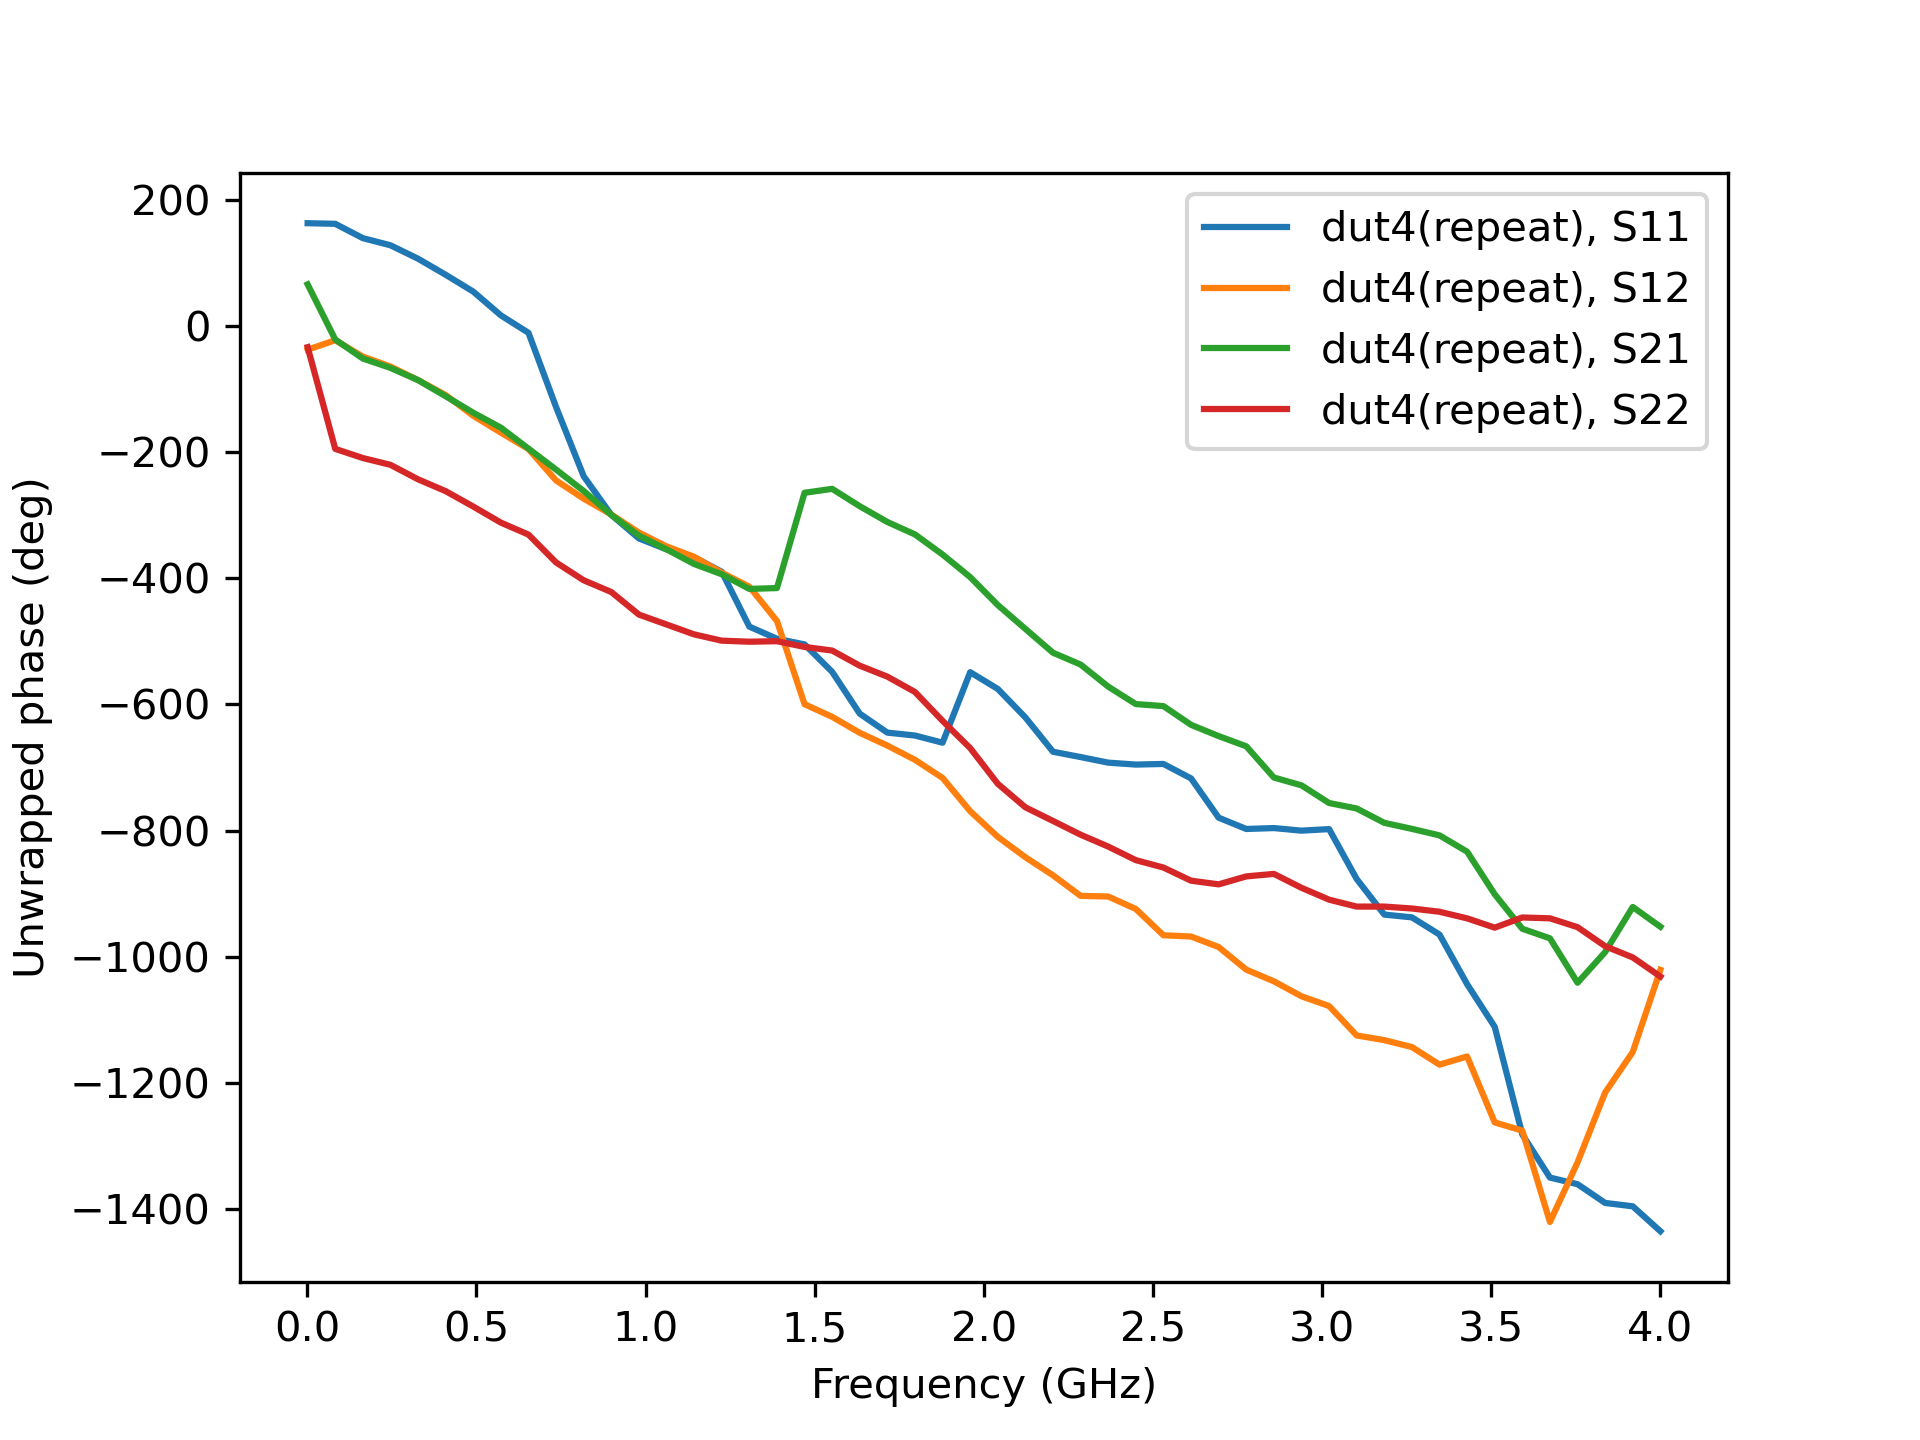 dut4(repeat), S11
dut4(repeat), S12
dut4(repeat), S21
dut4(repeat), S22
Unwrapped phase (deg)
200
0
−200
−400
−600
−800
−1000
−1200
−1400
0.0 0.5 1.0 1.5 2.0 2.5 3.0 3.5 4.0
Frequency (GHz)